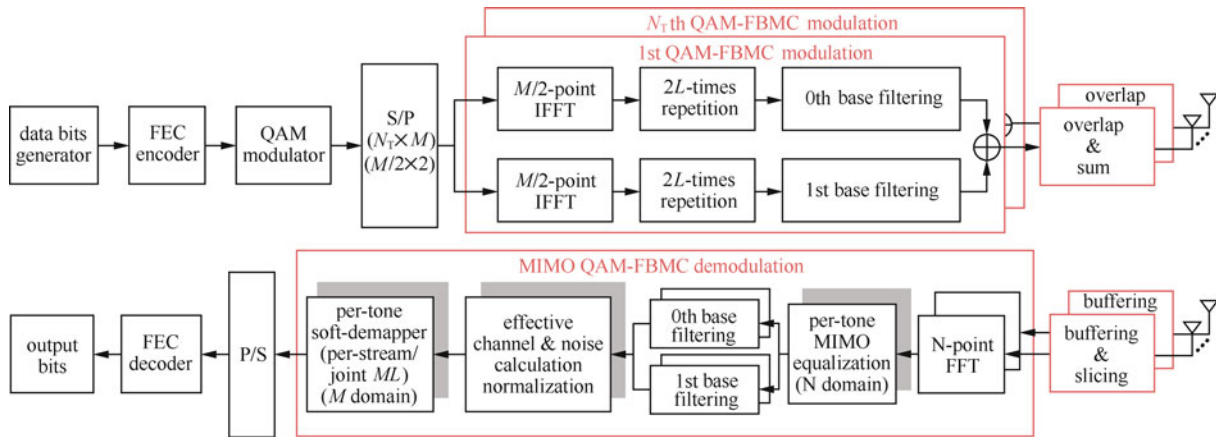 N_T th QAM-FBMC modulation
1st QAM-FBMC modulation
data bits
generator
FEC
encoder
QAM
modulator
S/P
(N_T×M)
(M/2×2)
M/2-point
IFFT
2L-times
repetition
0th base filtering
M/2-point
IFFT
2L-times
repetition
1st base filtering
overlap
overlap
&
sum
MIMO QAM-FBMC demodulation
output
bits
FEC
decoder
P/S
per-tone
soft-demapper
(per-stream/
joint ML)
(M domain)
effective
channel & noise
calculation
normalization
0th base
filtering
1st base
filtering
per-tone
MIMO
equalization
(N domain)
N-point
FFT
buffering
buffering
&
slicing